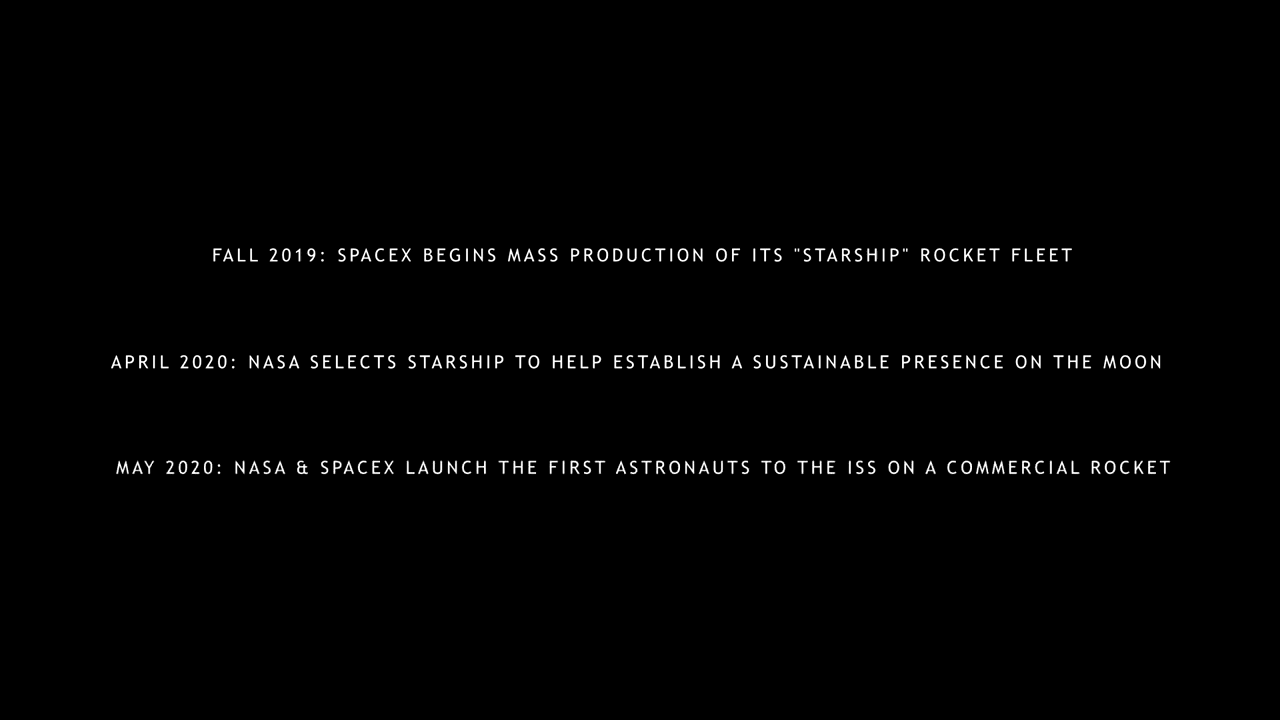 FALL 2019: SPACEX BEGINS MASS PRODUCTION OF ITS "STARSHIP" ROCKET FLEET
APRIL 2020: NASA SELECTS STARSHIP TO HELP ESTABLISH A SUSTAINABLE PRESENCE ON THE MOON
MAY 2020: NASA & SPACEX LAUNCH THE FIRST ASTRONAUTS TO THE ISS ON A COMMERCIAL ROCKET